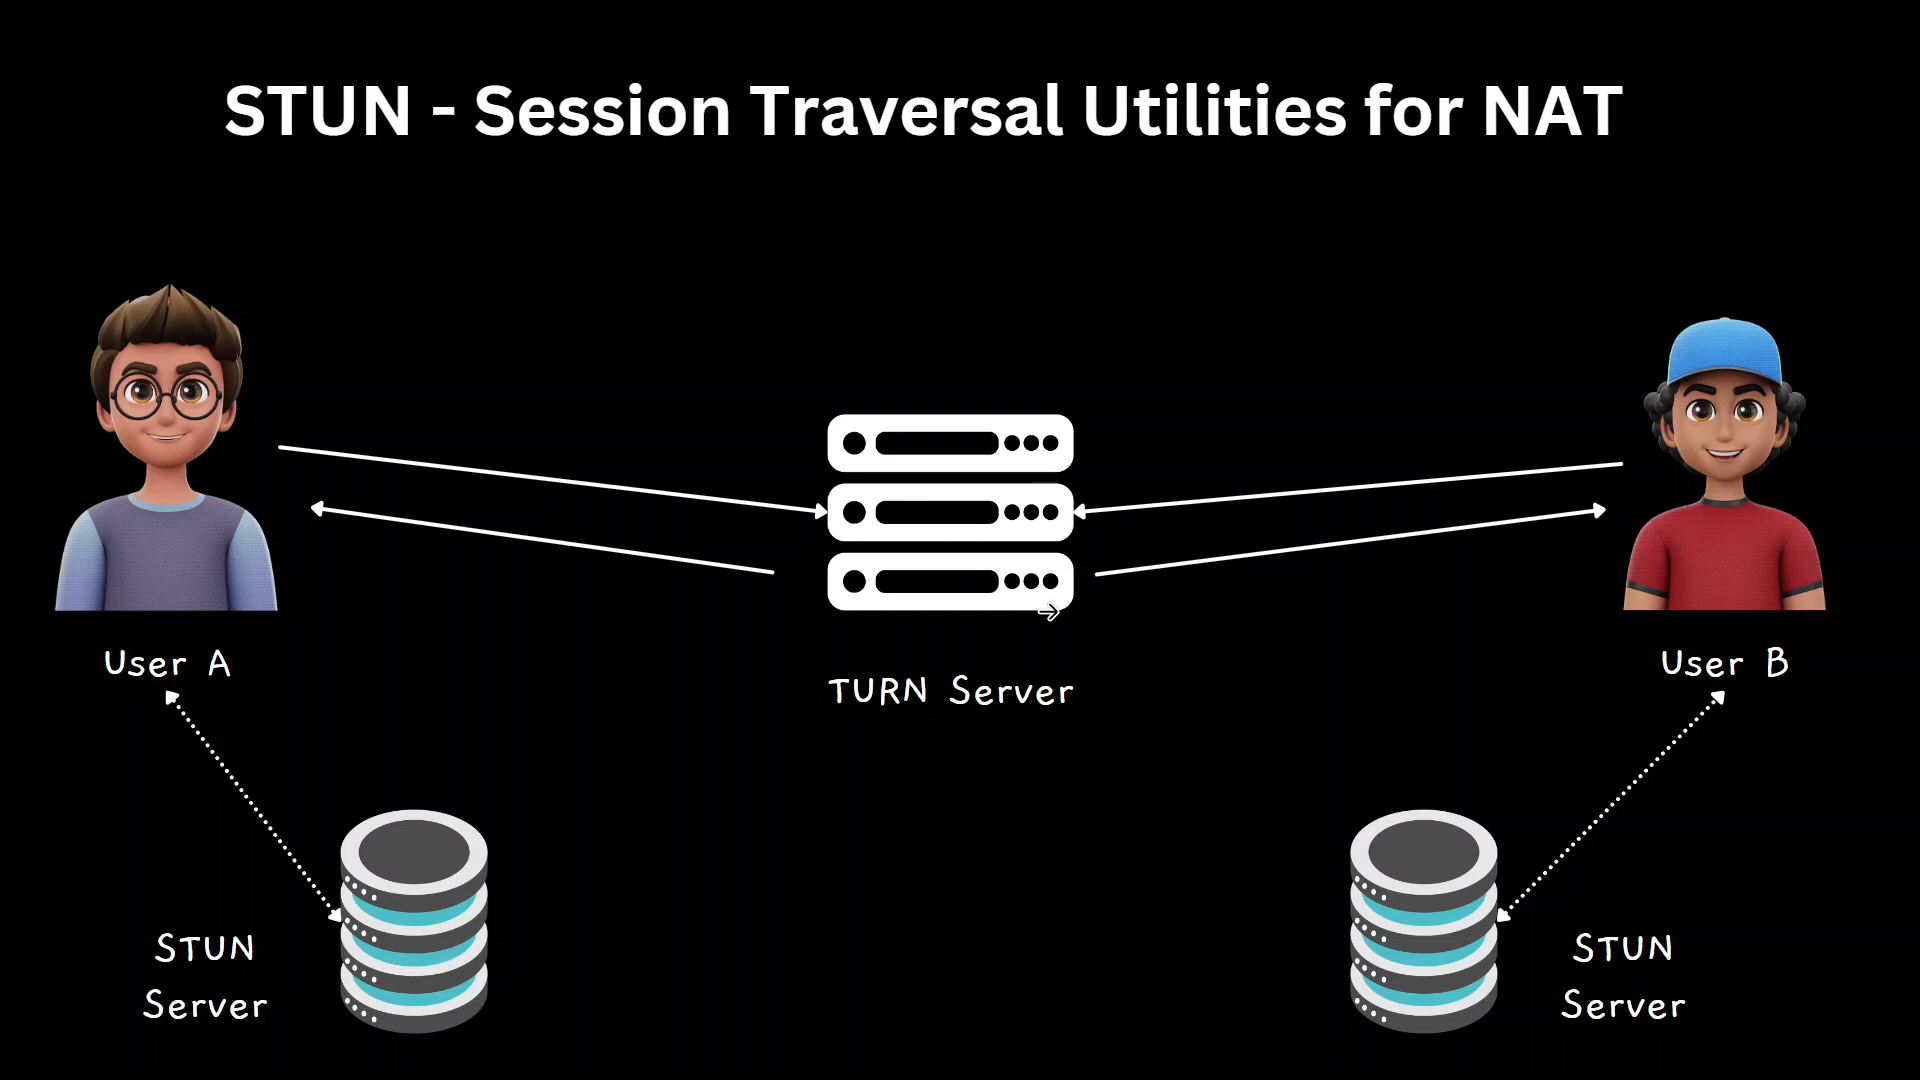 STUN - Session Traversal Utilities for NAT
User A
User B
TURN Server
STUN
Server
STUN
Server